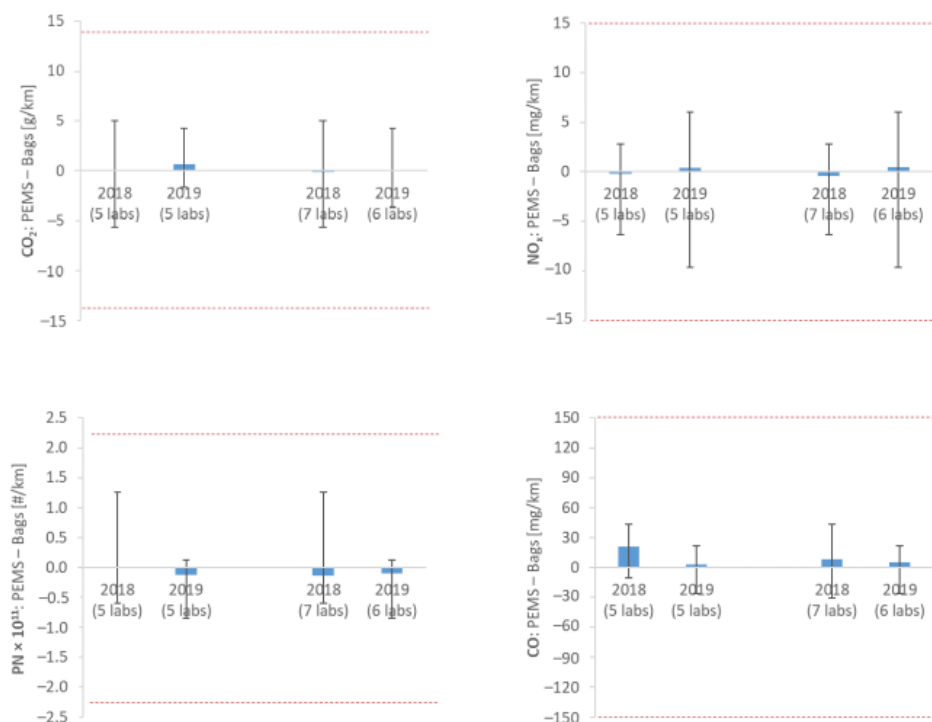 CO₂: PEMS – Bags [g/km]
15
10
5
0
−5
−10
−15
2018
(5 labs)
2019
(5 labs)
2018
(7 labs)
2019
(6 labs)
NOₓ: PEMS – Bags [mg/km]
15
10
5
0
−5
−10
−15
2018
(5 labs)
2019
(5 labs)
2018
(7 labs)
2019
(6 labs)
PN × 10¹¹: PEMS – Bags [#/km]
2.5
2.0
1.5
1.0
0.5
0.0
−0.5
−1.0
−1.5
−2.0
−2.5
2018
(5 labs)
2019
(5 labs)
2018
(7 labs)
2019
(6 labs)
CO: PEMS – Bags [mg/km]
150
120
90
60
30
0
−30
−60
−90
−120
−150
2018
(5 labs)
2019
(5 labs)
2018
(7 labs)
2019
(6 labs)